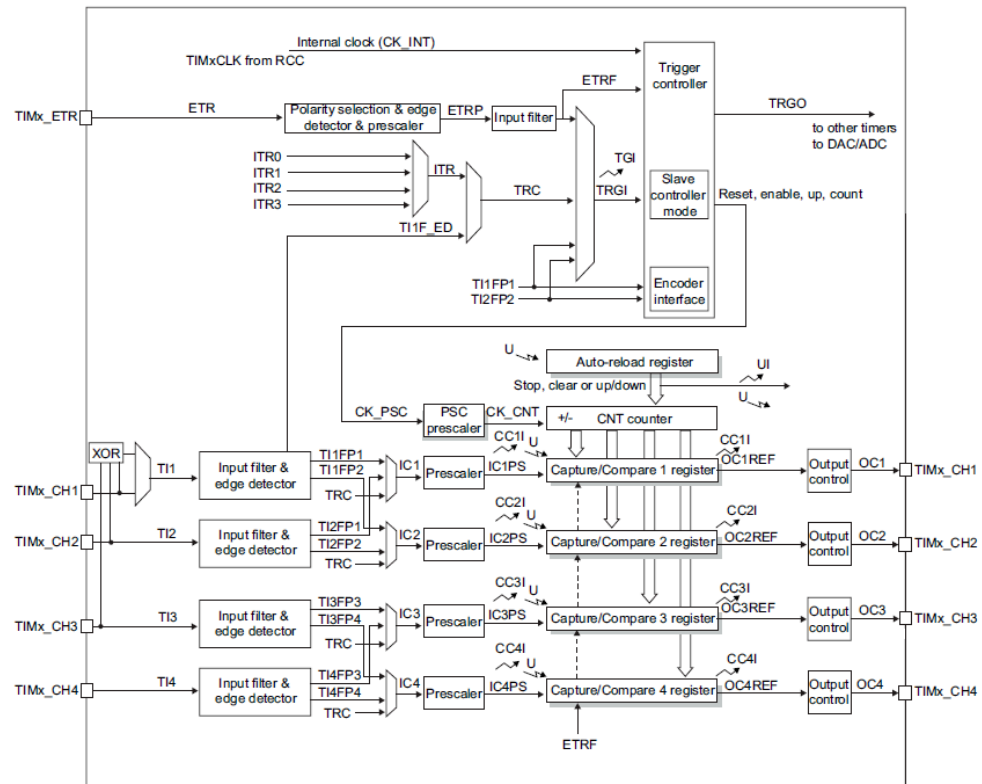 Internal clock (CK_INT)
TIMxCLK from RCC
Trigger
controller
ETRF
TIMx_ETR
ETR
Polarity selection & edge
detector & prescaler
ETRP
Input filter
TRGO
to other timers
to DAC/ADC
ITR0
ITR1
ITR2
ITR3
ITR
TRC
TI1F_ED
TGI
TRGI
Slave
controller
mode
Reset, enable, up, count
TI1FP1
TI2FP2
Encoder
interface
U
Auto-reload register
UI
Stop, clear or up/down
U
CK_PSC
PSC
prescaler
CK_CNT
+/-
CNT counter
XOR
TIMx_CH1
TI1
Input filter &
edge detector
TI1FP1
TI1FP2
TRC
IC1
Prescaler
CC1I
IC1PS
U
Capture/Compare 1 register
CC1I
OC1REF
Output
control
OC1
TIMx_CH1
TIMx_CH2
TI2
Input filter &
edge detector
TI2FP1
TI2FP2
TRC
IC2
Prescaler
CC2I
IC2PS
U
Capture/Compare 2 register
CC2I
OC2REF
Output
control
OC2
TIMx_CH2
TIMx_CH3
TI3
Input filter &
edge detector
TI3FP3
TI3FP4
TRC
IC3
Prescaler
CC3I
IC3PS
U
Capture/Compare 3 register
CC3I
OC3REF
Output
control
OC3
TIMx_CH3
TIMx_CH4
TI4
Input filter &
edge detector
TI4FP3
TI4FP4
TRC
IC4
Prescaler
CC4I
IC4PS
U
Capture/Compare 4 register
CC4I
OC4REF
Output
control
OC4
TIMx_CH4
ETRF